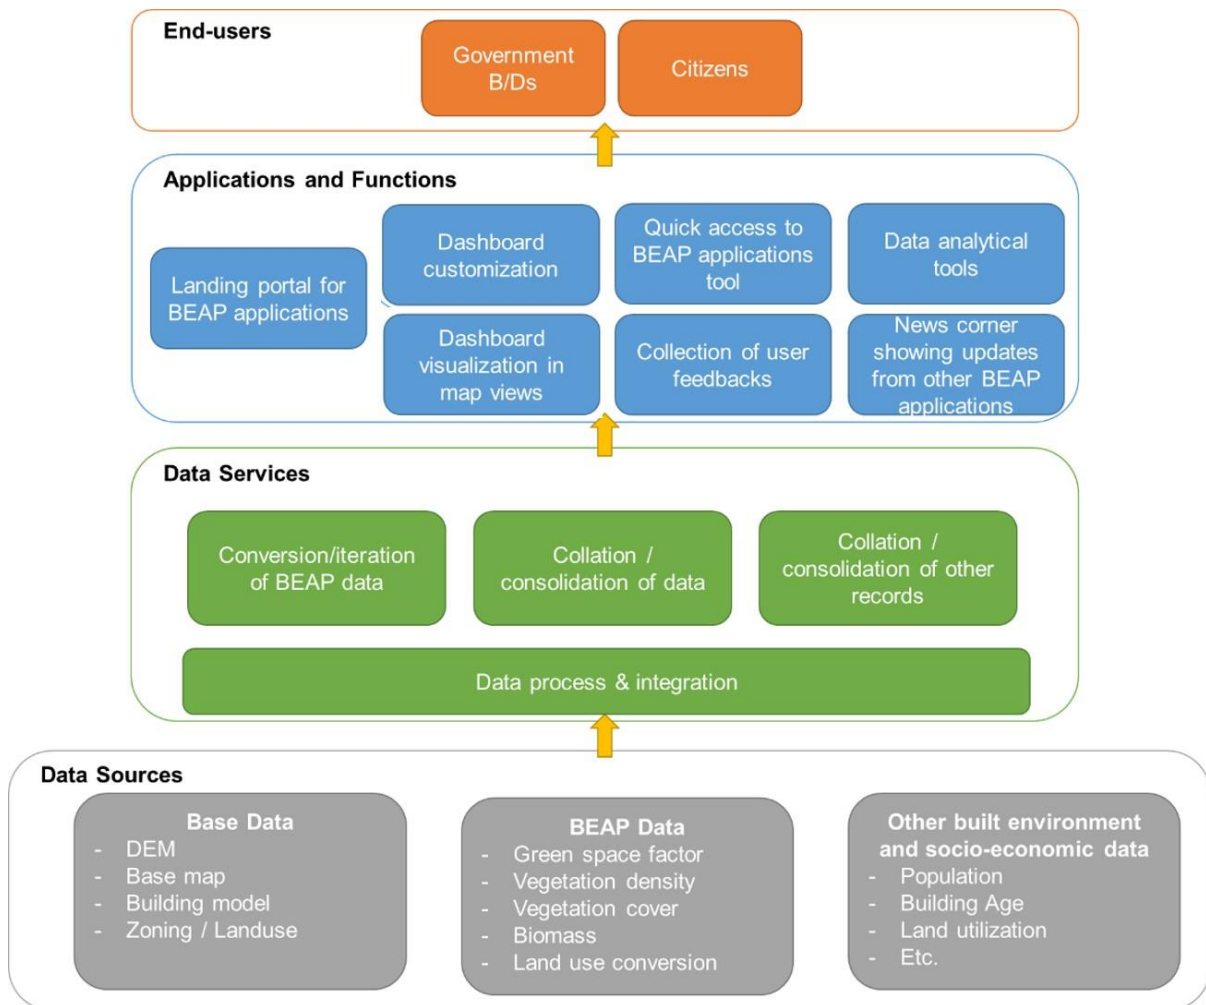 End-users
Government
B/Ds
Citizens
Applications and Functions
Landing portal for
BEAP applications
Dashboard
customization
Quick access to
BEAP applications
tool
Data analytical
tools
Dashboard
visualization in
map views
Collection of user
feedbacks
News corner
showing updates
from other BEAP
applications
Data Services
Conversion/iteration
of BEAP data
Collation /
consolidation of data
Collation /
consolidation of other
records
Data process & integration
Data Sources
Base Data
- DEM
- Base map
- Building model
- Zoning / Landuse
BEAP Data
- Green space factor
- Vegetation density
- Vegetation cover
- Biomass
- Land use conversion
Other built environment
and socio-economic data
- Population
- Building Age
- Land utilization
- Etc.